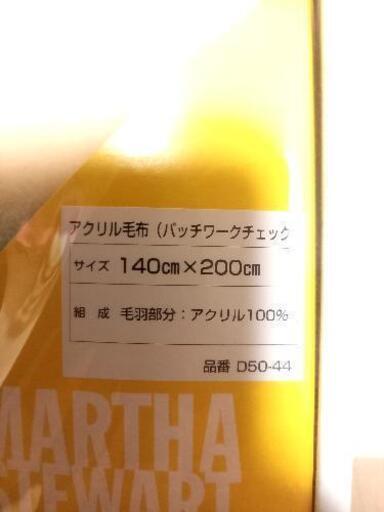 アクリル毛布（パッチワークチェック
サイズ 140cm×200cm
組成 毛羽部分：アクリル100%
品番 D50-44
MARTHA
STEWART